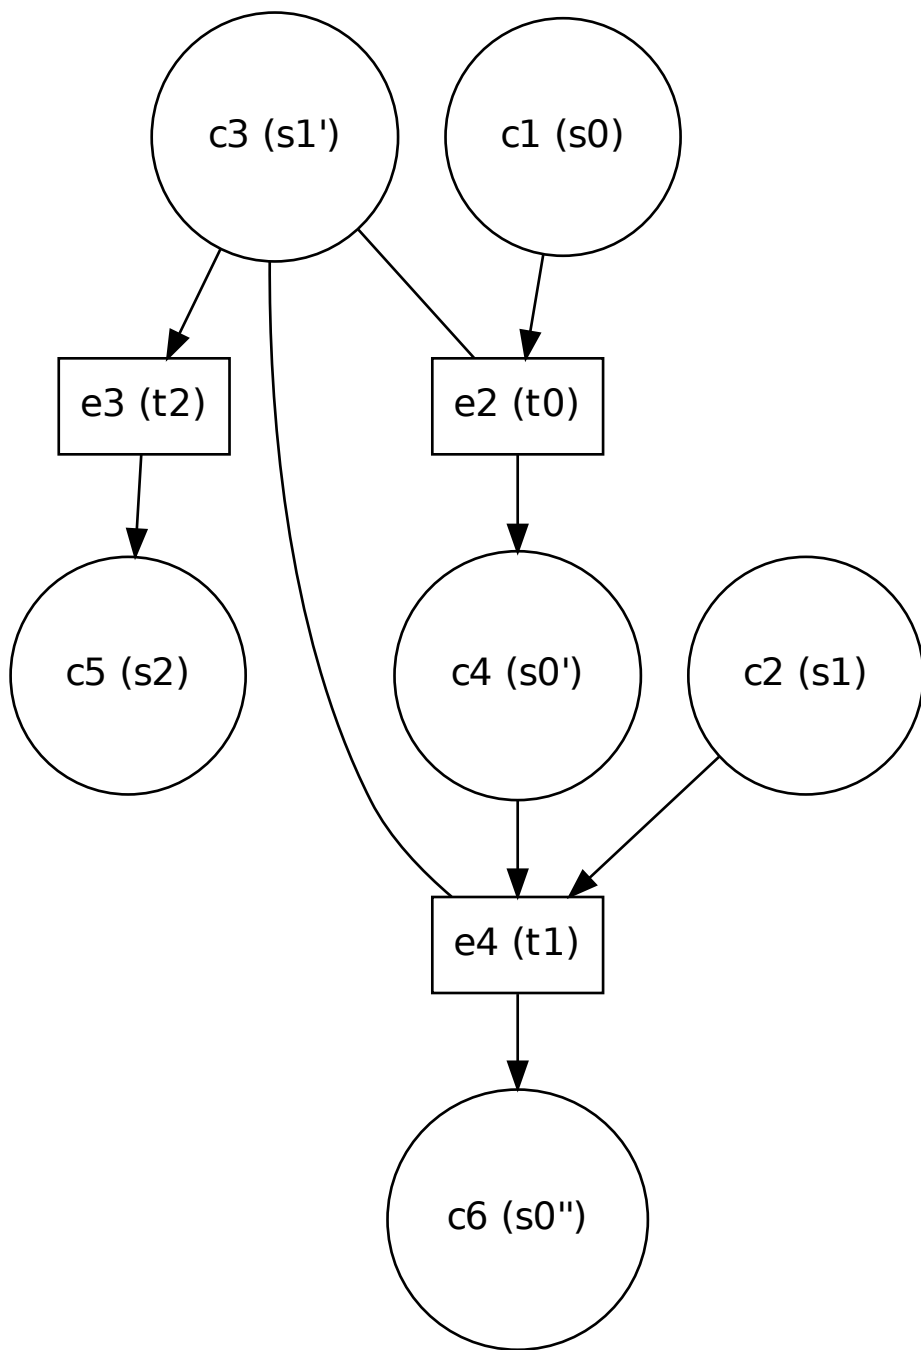 c3 (s1')
c1 (s0)
e3 (t2)
e2 (t0)
c5 (s2)
c4 (s0')
c2 (s1)
e4 (t1)
c6 (s0'')